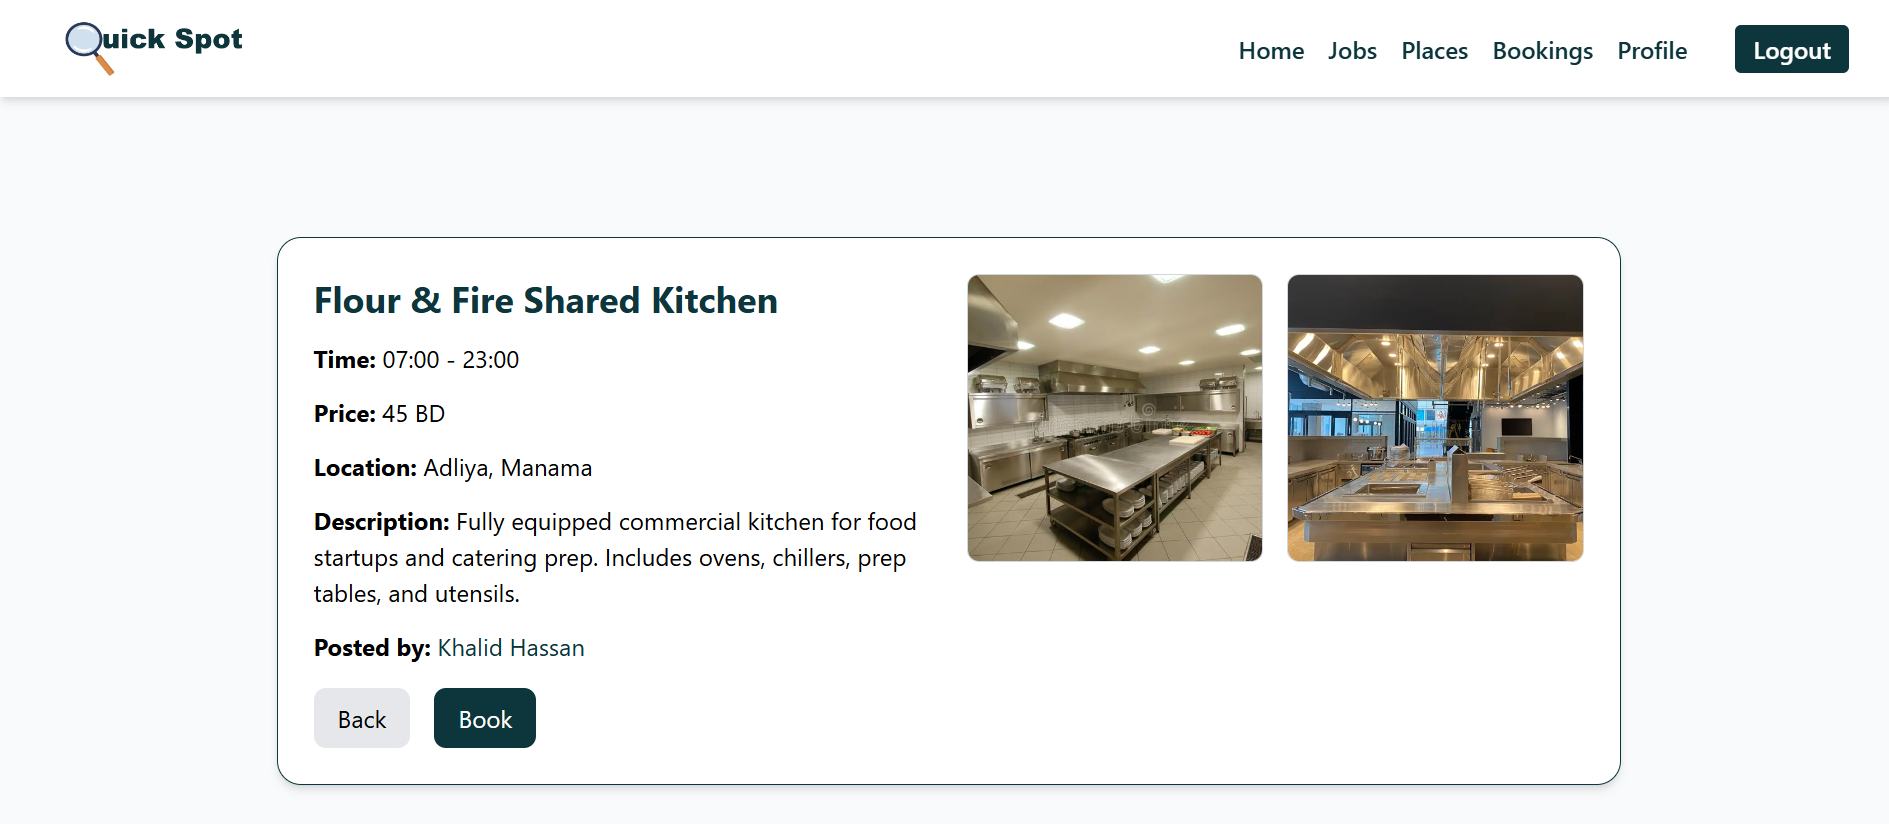 uick Spot
Home Jobs Places Bookings Profile Logout
Flour & Fire Shared Kitchen
Time: 07:00 - 23:00
Price: 45 BD
Location: Adliya, Manama
Description: Fully equipped commercial kitchen for food
startups and catering prep. Includes ovens, chillers, prep
tables, and utensils.
Posted by: Khalid Hassan
Back Book